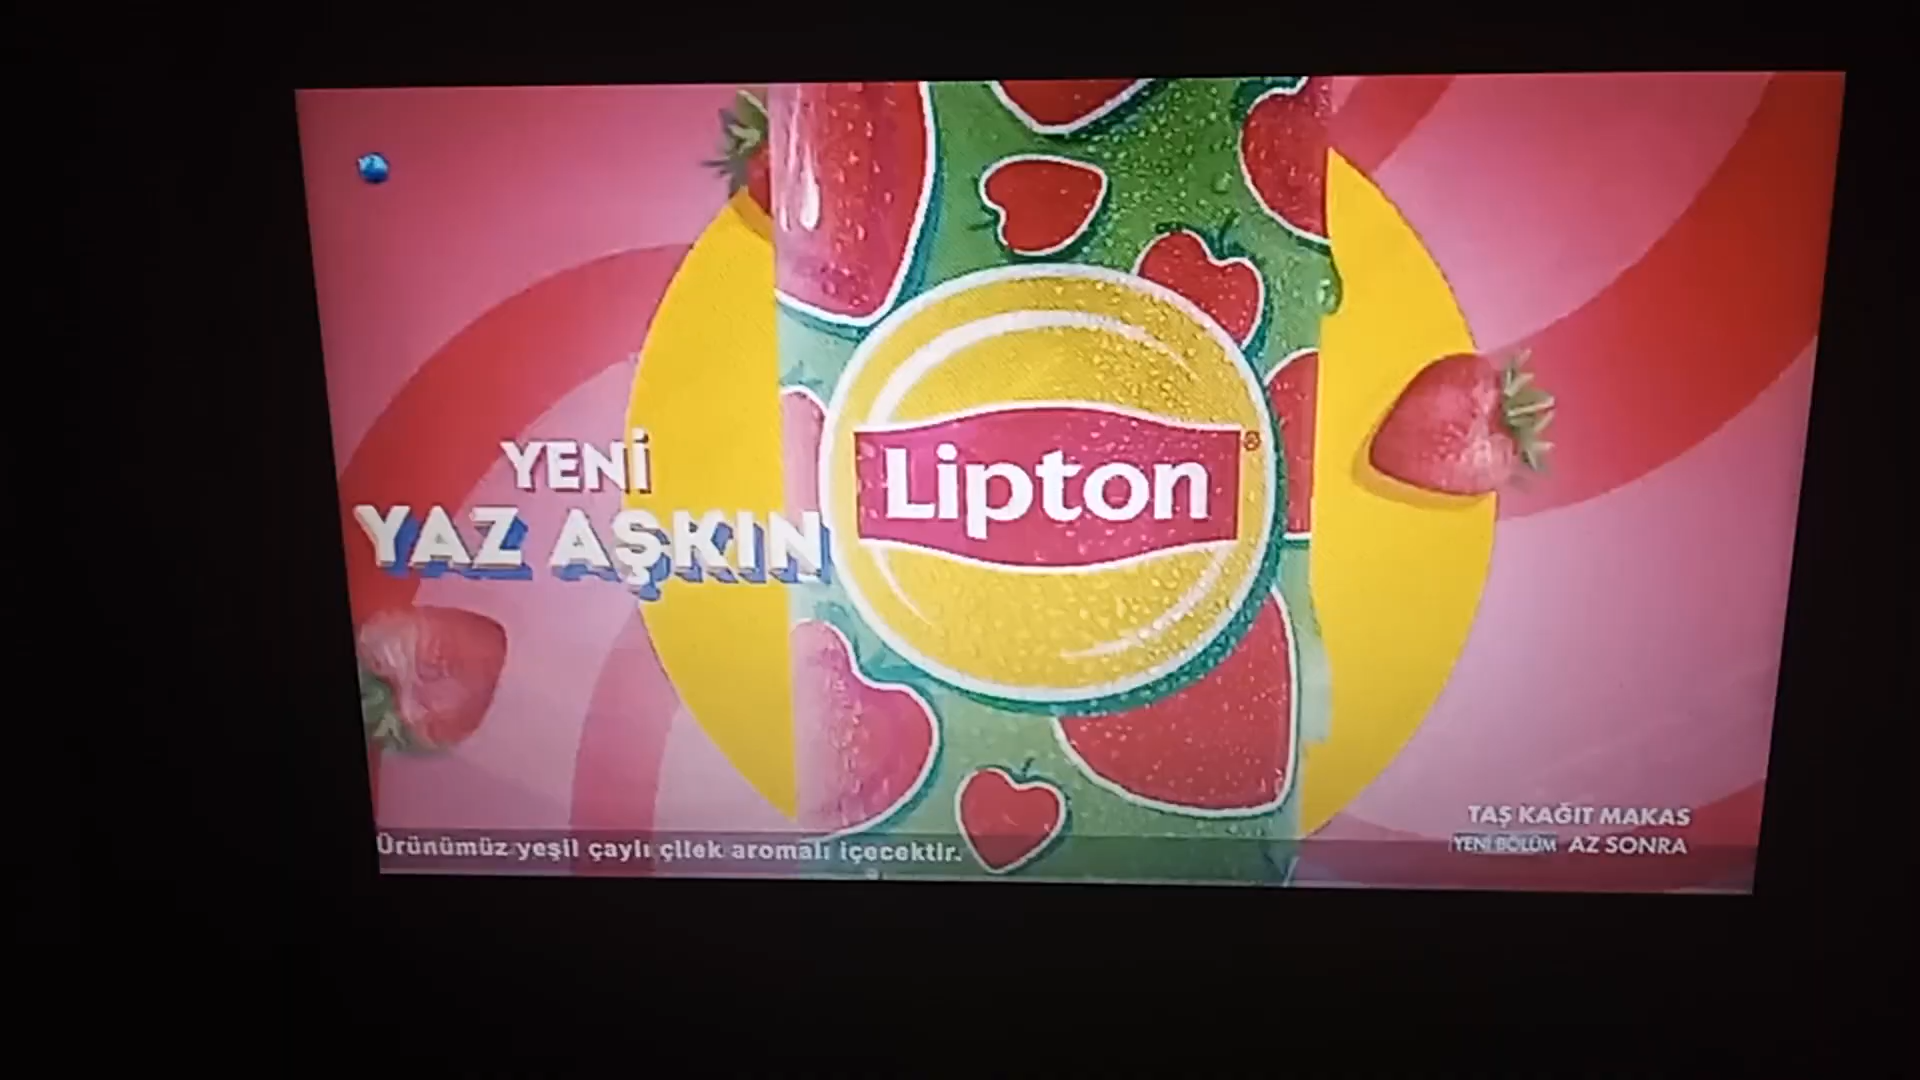 YENİ
YAZ AŞKIN
Lipton
TAŞ KAĞIT MAKAS
YENİ BÖLÜM AZ SONRA
Ürünümüz yeşil çaylı çilek aromalı içecektir.